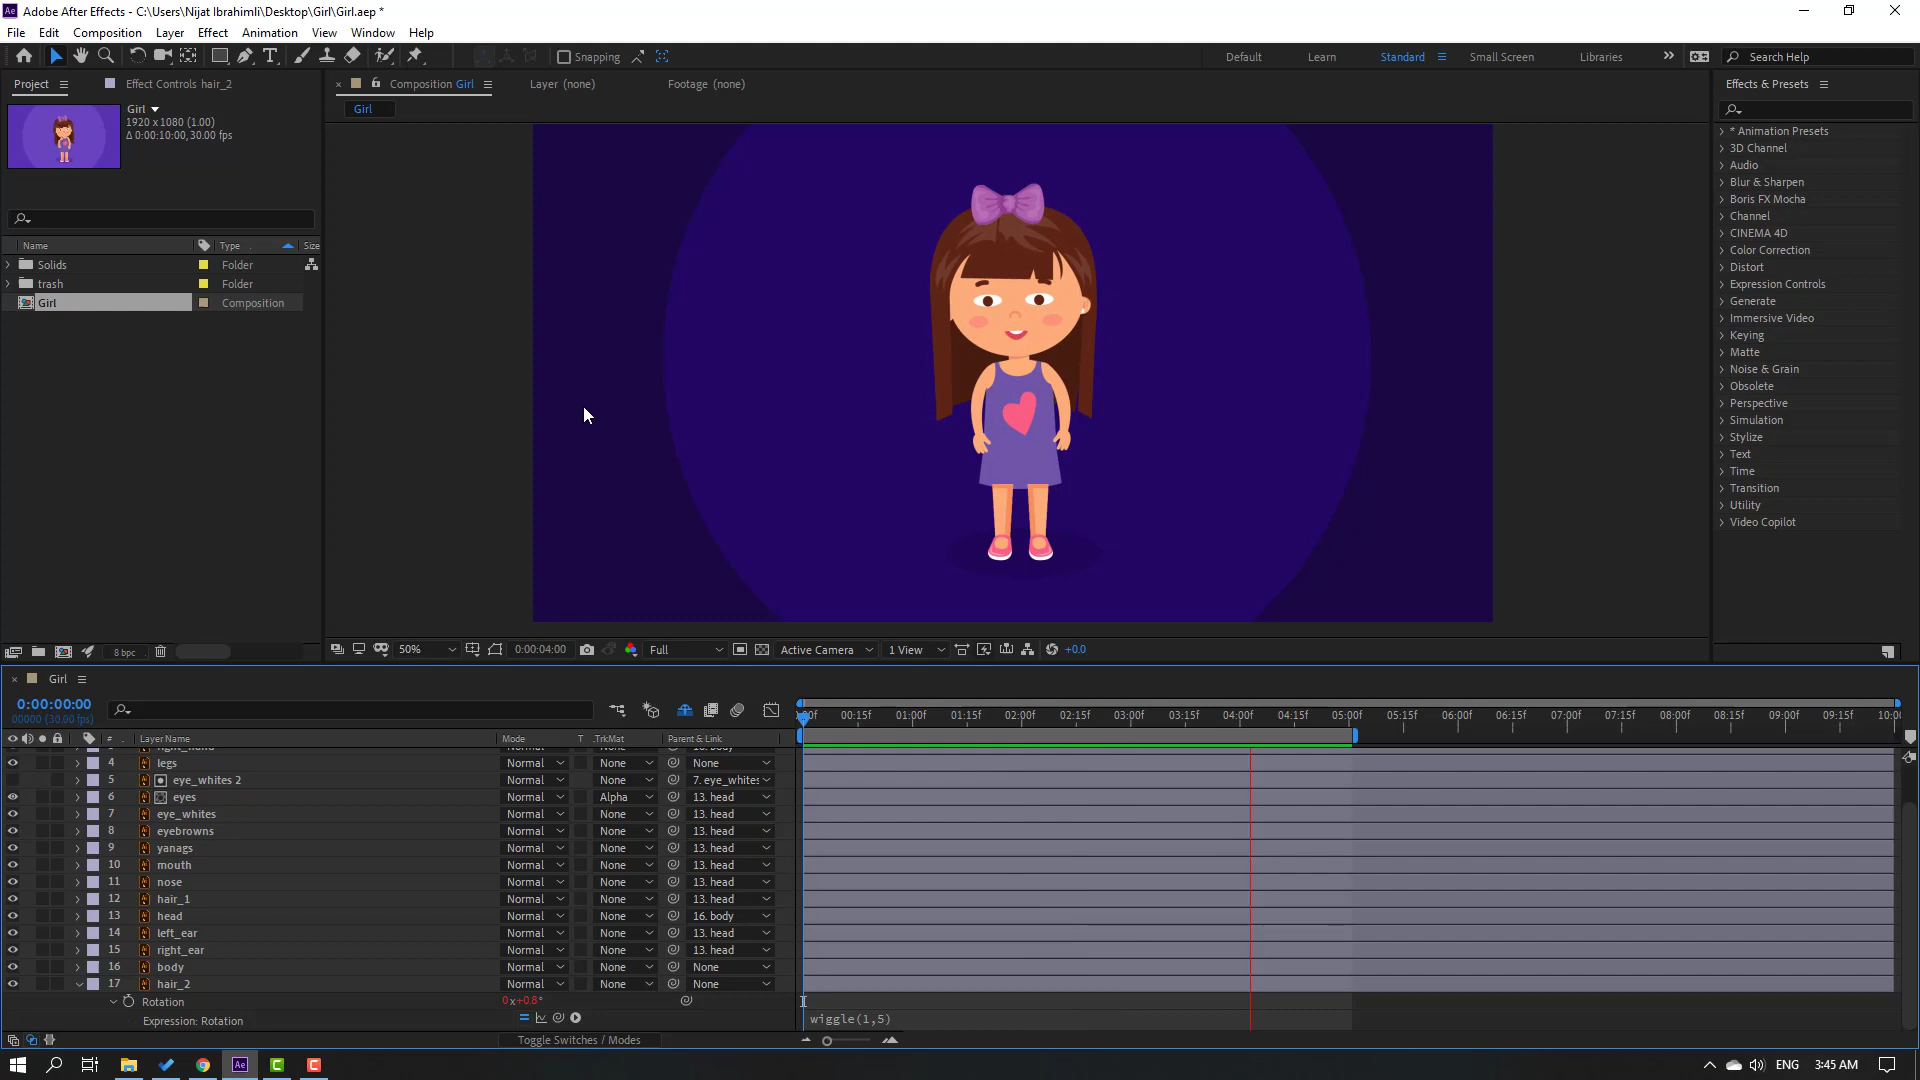 Adobe After Effects - C:\Users\Nijat Ibrahimli\Desktop\Girl\Girl.aep *
File Edit Composition Layer Effect Animation View Window Help
Snapping
Default Learn Standard Small Screen Libraries
Search Help
Project Effect Controls hair_2
Girl
1920 x 1080 (1.00)
Δ 0:00:10:00, 30.00 fps
Name Type Size
Solids Folder
trash Folder
Girl Composition
8 bpc
Composition Girl Layer (none) Footage (none)
Girl
50% 0:00:04:00 Full Active Camera 1 View +0.0
Effects & Presets
* Animation Presets
3D Channel
Audio
Blur & Sharpen
Boris FX Mocha
Channel
CINEMA 4D
Color Correction
Distort
Expression Controls
Generate
Immersive Video
Keying
Matte
Noise & Grain
Obsolete
Perspective
Simulation
Stylize
Text
Time
Transition
Utility
Video Copilot
Girl
0:00:00:00
00000 (30.00 fps)
00:15f 01:00f 01:15f 02:00f 02:15f 03:00f 03:15f 04:00f 04:15f 05:00f 05:15f 06:00f 06:15f 07:00f 07:15f 08:00f 08:15f 09:00f 09:15f 10:0
# Layer Name Mode T .TrkMat Parent & Link
4 legs Normal None None
5 eye_whites 2 Normal None 7. eye_whites
6 eyes Normal Alpha 13. head
7 eye_whites Normal None 13. head
8 eyebrowns Normal None 13. head
9 yanags Normal None 13. head
10 mouth Normal None 13. head
11 nose Normal None 13. head
12 hair_1 Normal None 13. head
13 head Normal None 16. body
14 left_ear Normal None 13. head
15 right_ear Normal None 13. head
16 body Normal None None
17 hair_2 Normal None None
Rotation 0x+0.8°
Expression: Rotation wiggle(1,5)
Toggle Switches / Modes
Ae ENG 3:45 AM